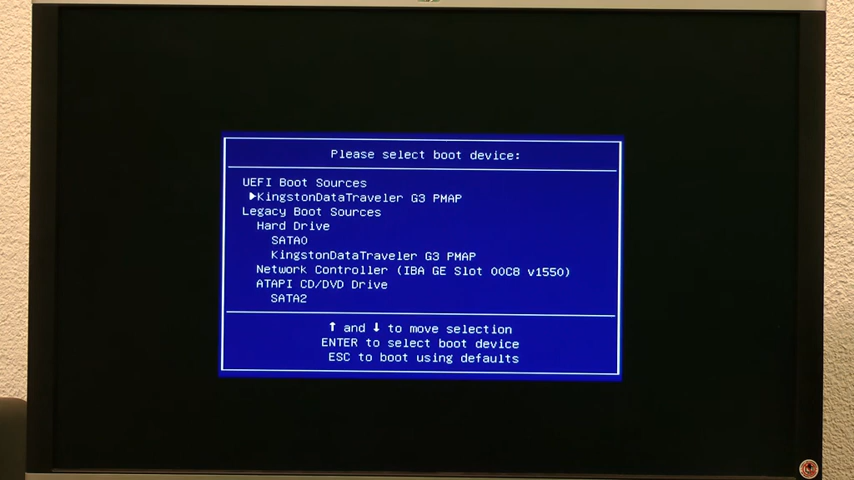 Please select boot device:
UEFI Boot Sources
▶KingstonDataTraveler G3 PMAP
Legacy Boot Sources
Hard Drive
SATA0
KingstonDataTraveler G3 PMAP
Network Controller (IBA GE Slot 00C8 v1550)
ATAPI CD/DVD Drive
SATA2
↑ and ↓ to move selection
ENTER to select boot device
ESC to boot using defaults